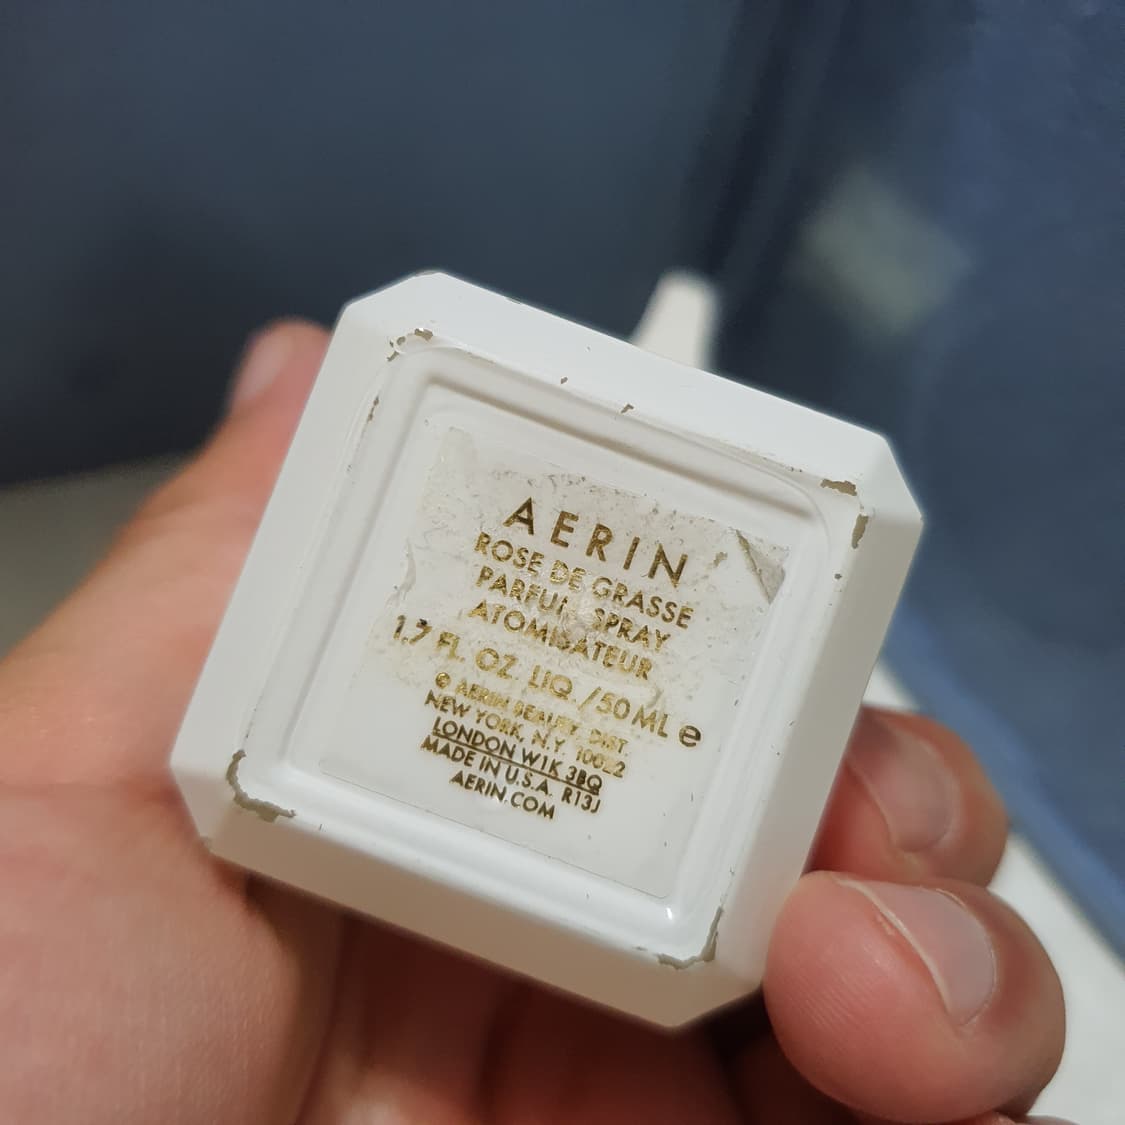 AERIN
ROSE DE GRASSE
SPRAY
ATOMISATEUR
1.7 FL. OZ. LIQ./50 ML e
© AERIN BEAUTY, DIST.
NEW YORK, N.Y. 10022
LONDON W1K 3BQ
MADE IN U.S.A. R13J
AERIN.COM